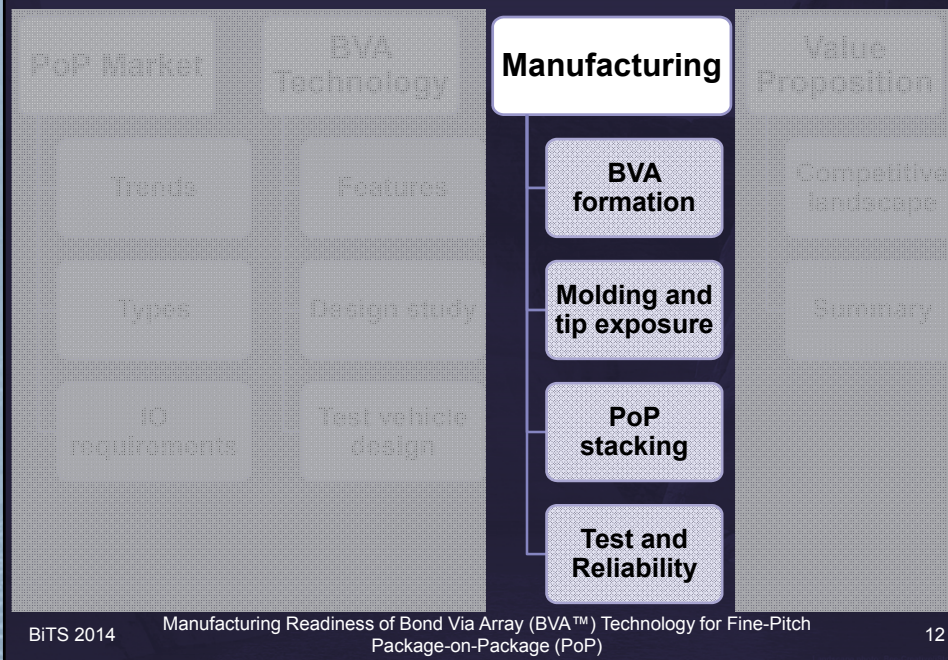 PoP Market
Trends
Types
IO
requirements
BVA
Technology
Features
Design study
Test vehicle
design
Manufacturing
BVA
formation
Molding and
tip exposure
PoP
stacking
Test and
Reliability
Value
Proposition
Competitive
landscape
Summary
BiTS 2014
Manufacturing Readiness of Bond Via Array (BVA™) Technology for Fine-Pitch
Package-on-Package (PoP)
12